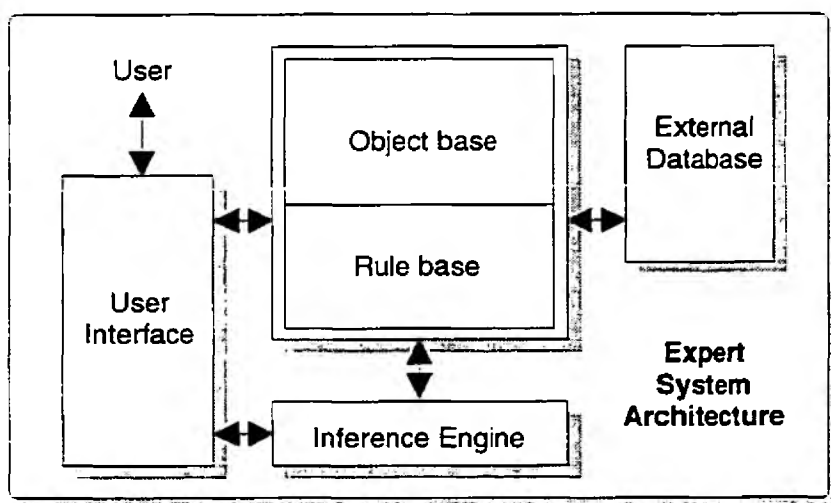 User
Object base
External
Database
Rule base
User
Interface
Expert
System
Architecture
Inference Engine